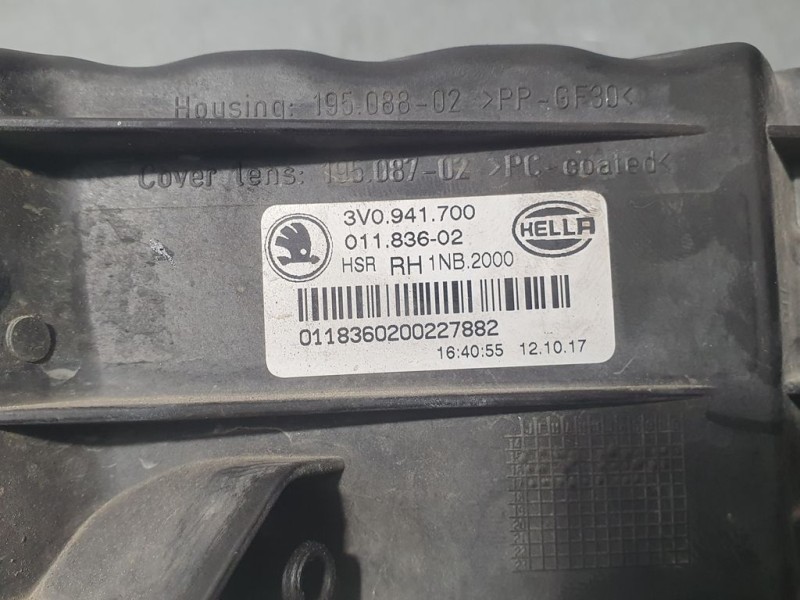 Housing: 195.088-02 >PP-GF30<
Cover lens: 195.087-02 >PC-coated<
3V0.941.700
011.836-02
HELLA
HSR RH 1NB.2000
01183600200227882
16:40:55 12.10.17